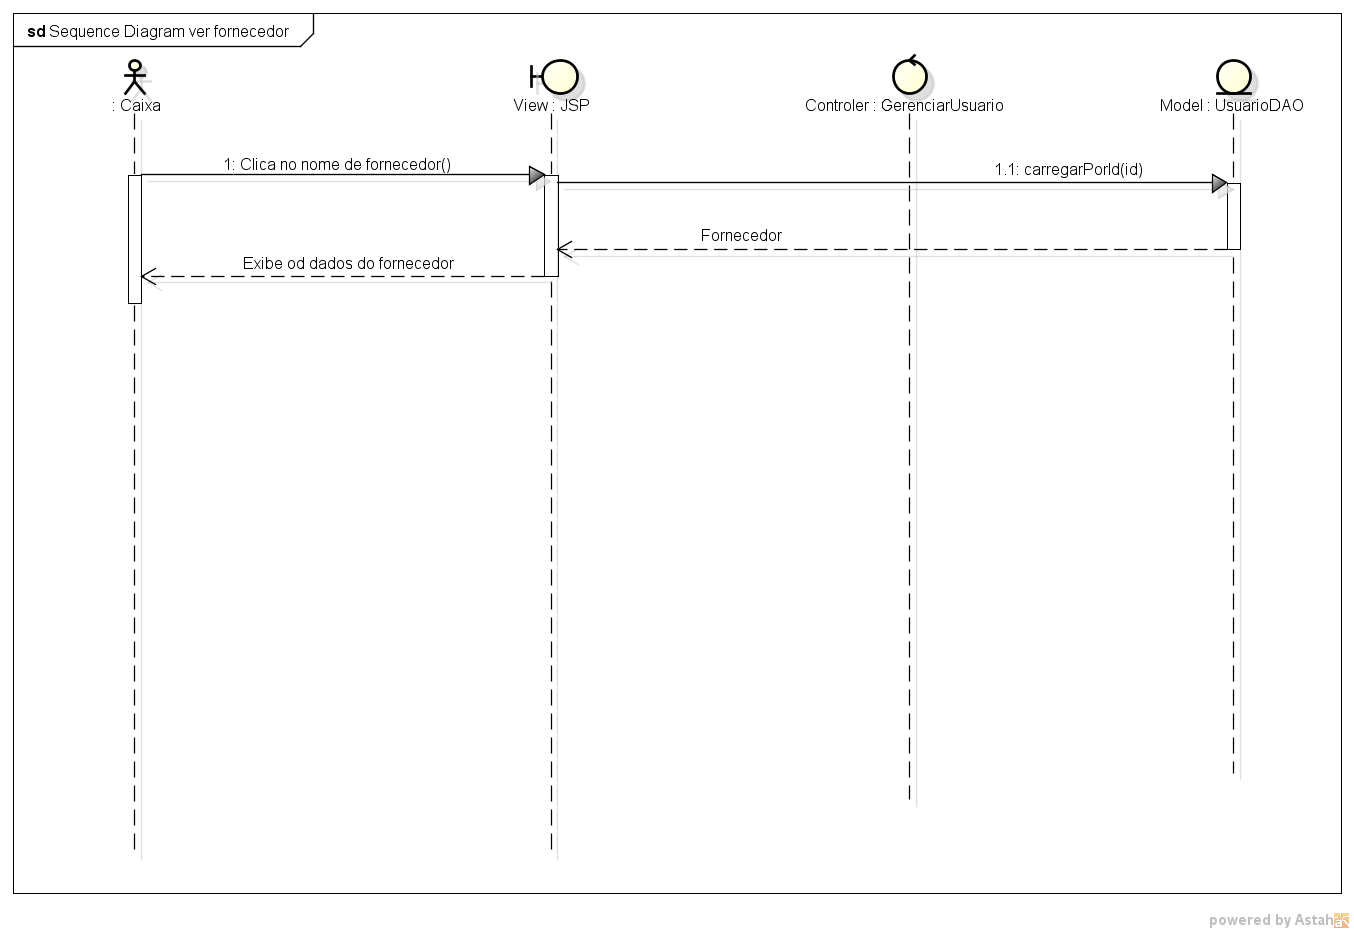 sd Sequence Diagram ver fornecedor
: Caixa
View : JSP
Controler : GerenciarUsuario
Model : UsuarioDAO
1: Clica no nome de fornecedor()
1.1: carregarPorId(id)
Fornecedor
Exibe od dados do fornecedor
powered by Astah